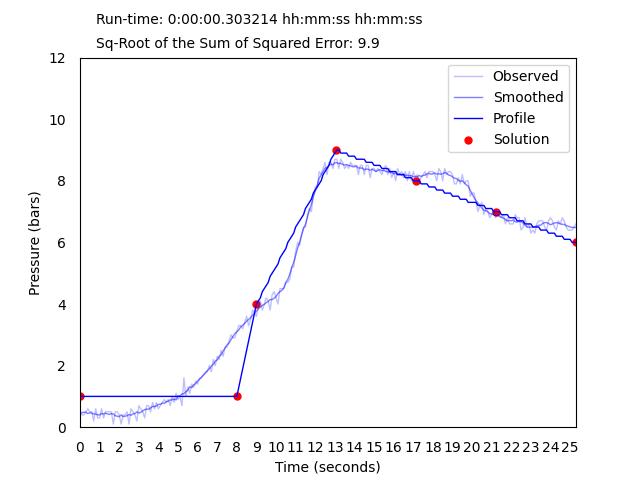 Run-time: 0:00:00.303214 hh:mm:ss hh:mm:ss
Sq-Root of the Sum of Squared Error: 9.9
Observed
Smoothed
Profile
Solution
Pressure (bars)
12
10
8
6
4
2
0
0 1 2 3 4 5 6 7 8 9 10 11 12 13 14 15 16 17 18 19 20 21 22 23 24 25
Time (seconds)